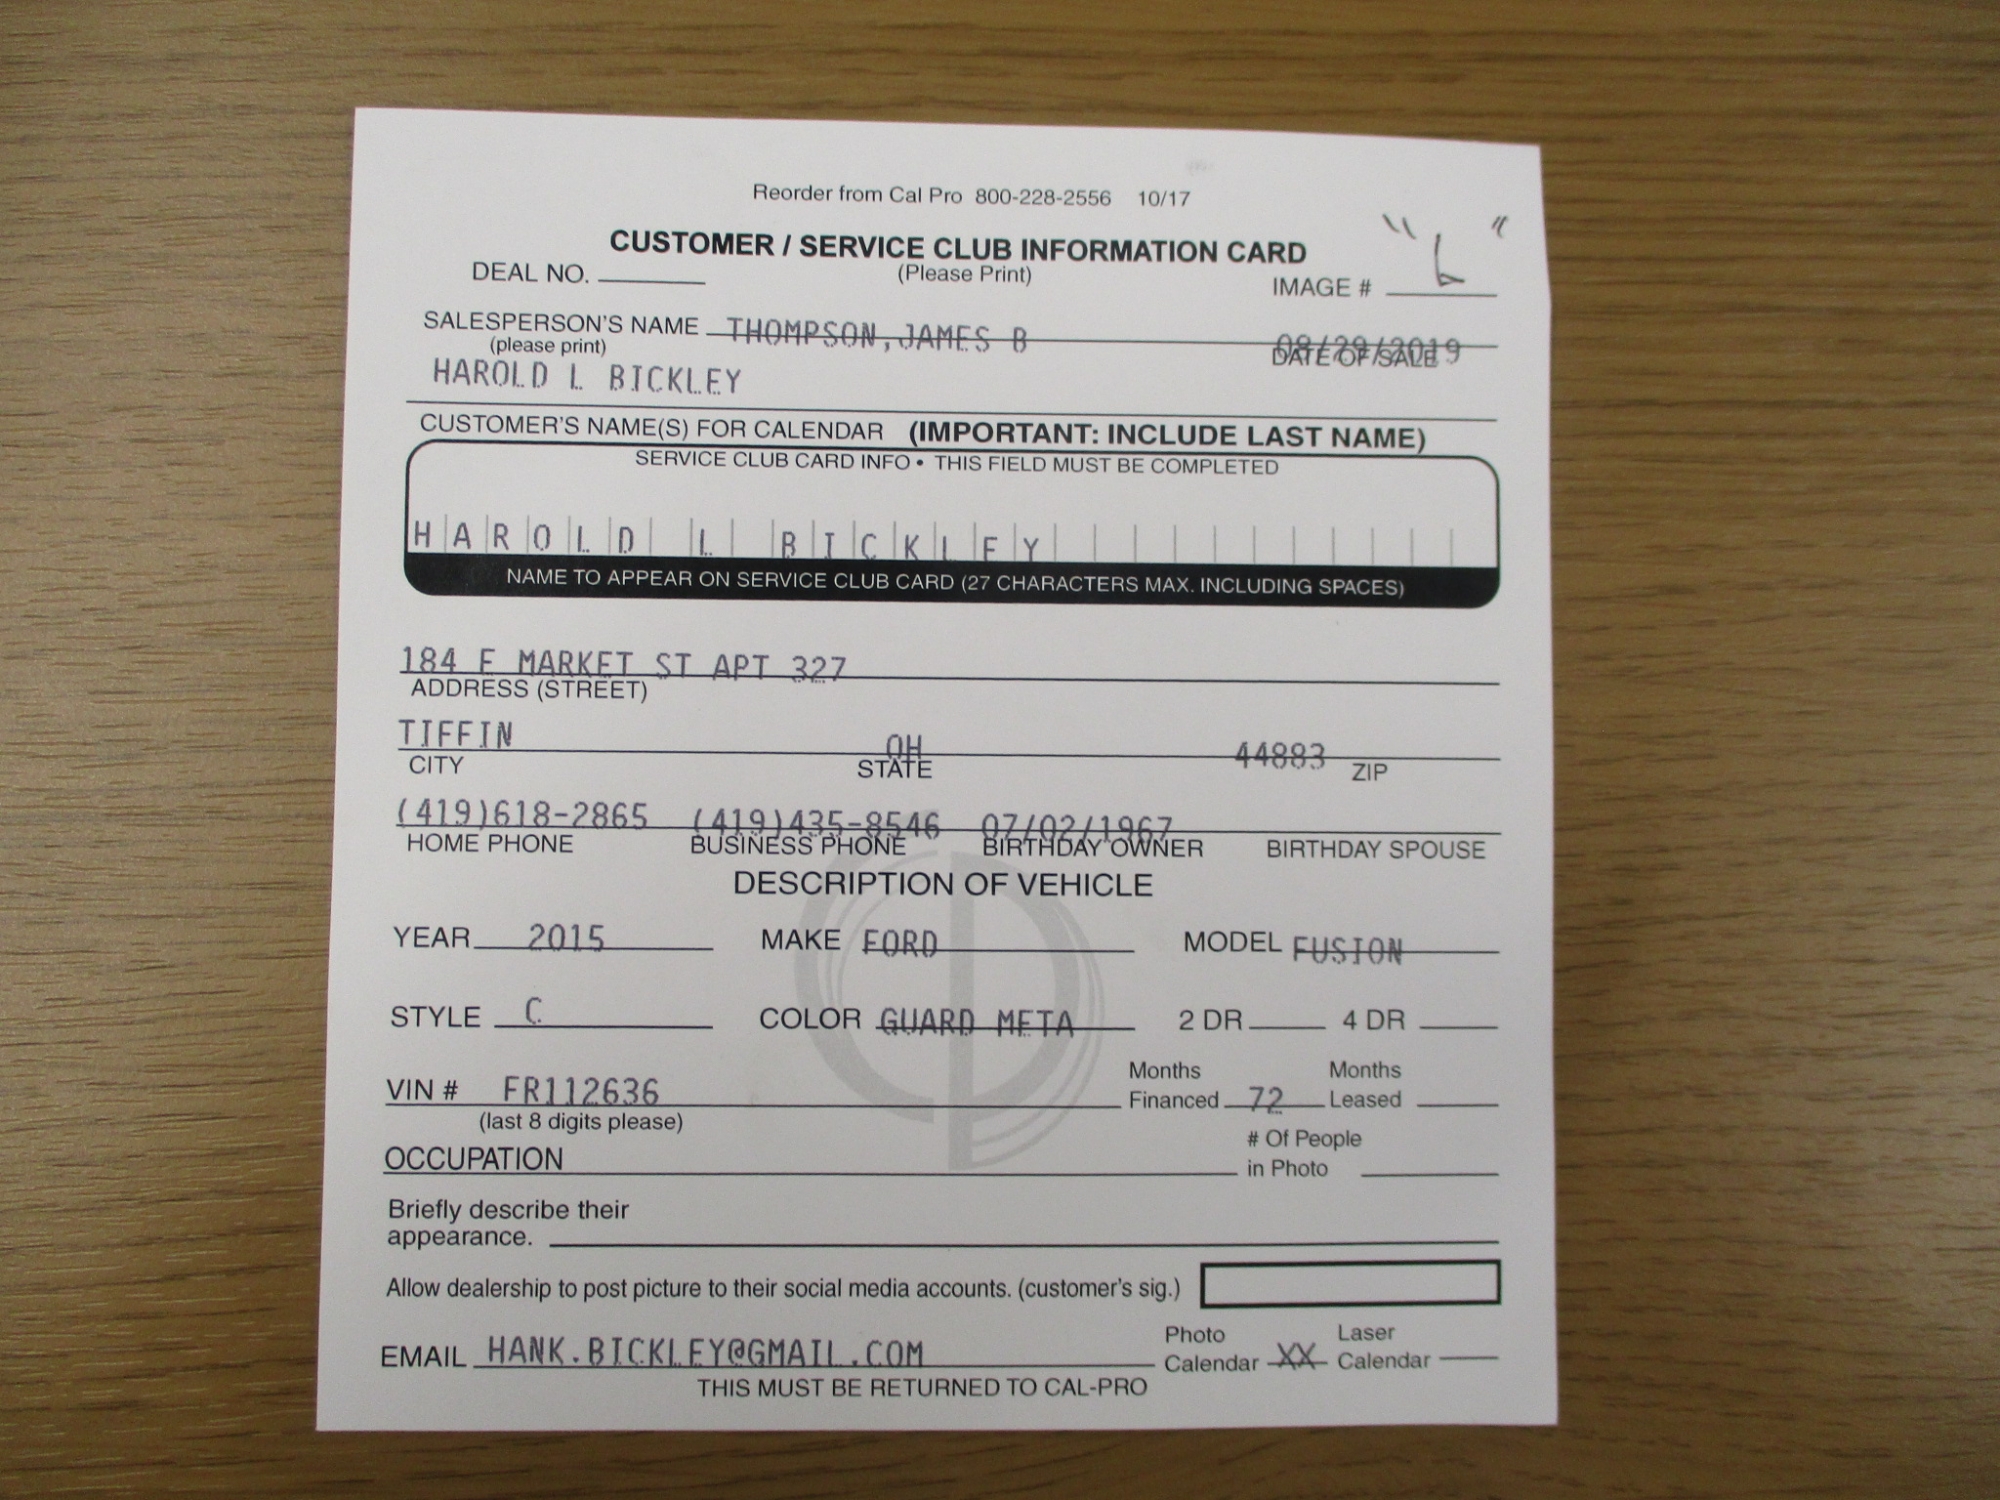 Reorder from Cal Pro 800-228-2556 10/17
CUSTOMER / SERVICE CLUB INFORMATION CARD
DEAL NO. (Please Print) IMAGE # "L"
SALESPERSON'S NAME THOMPSON,JAMES B 08/29/2019
(please print) DATE OF SALE
HAROLD L BICKLEY
CUSTOMER'S NAME(S) FOR CALENDAR (IMPORTANT: INCLUDE LAST NAME)
SERVICE CLUB CARD INFO • THIS FIELD MUST BE COMPLETED
HAROLD L BICKLEY
NAME TO APPEAR ON SERVICE CLUB CARD (27 CHARACTERS MAX. INCLUDING SPACES)
184 E MARKET ST APT 327
ADDRESS (STREET)
TIFFIN OH 44883
CITY STATE ZIP
(419)618-2865 (419)435-8546 07/02/1967
HOME PHONE BUSINESS PHONE BIRTHDAY OWNER BIRTHDAY SPOUSE
DESCRIPTION OF VEHICLE
YEAR 2015 MAKE FORD MODEL FUSION
STYLE C COLOR GUARD META 2 DR 4 DR
Months Months
VIN # FR112636 Financed 72 Leased
(last 8 digits please)
# Of People
OCCUPATION in Photo
Briefly describe their
appearance.
Allow dealership to post picture to their social media accounts. (customer's sig.)
Photo Laser
EMAIL HANK.BICKLEY@GMAIL.COM Calendar XX Calendar
THIS MUST BE RETURNED TO CAL-PRO